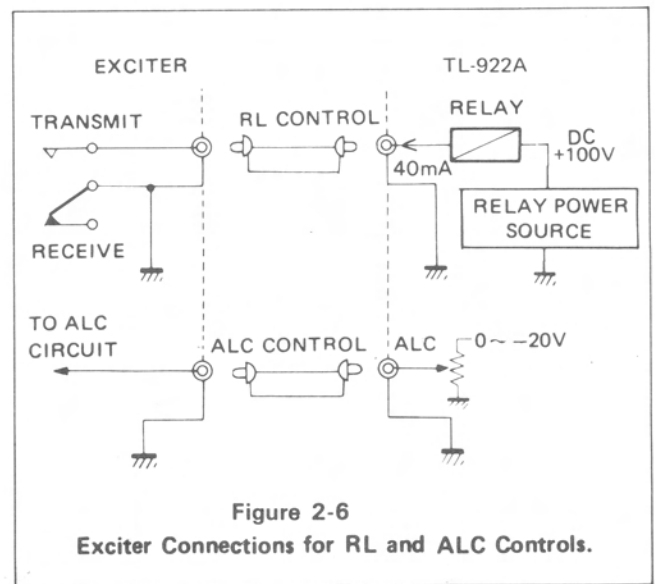 EXCITER
TL-922A
TRANSMIT
RL CONTROL
RELAY
40mA
DC
+100V
RELAY POWER
SOURCE
RECEIVE
TO ALC
CIRCUIT
ALC CONTROL
ALC
0~ -20V
Figure 2-6
Exciter Connections for RL and ALC Controls.